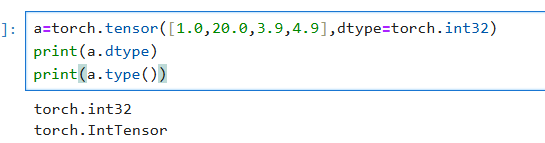 ]: a=torch.tensor([1.0,20.0,3.9,4.9],dtype=torch.int32)
print(a.dtype)
print(a.type())
torch.int32
torch.IntTensor